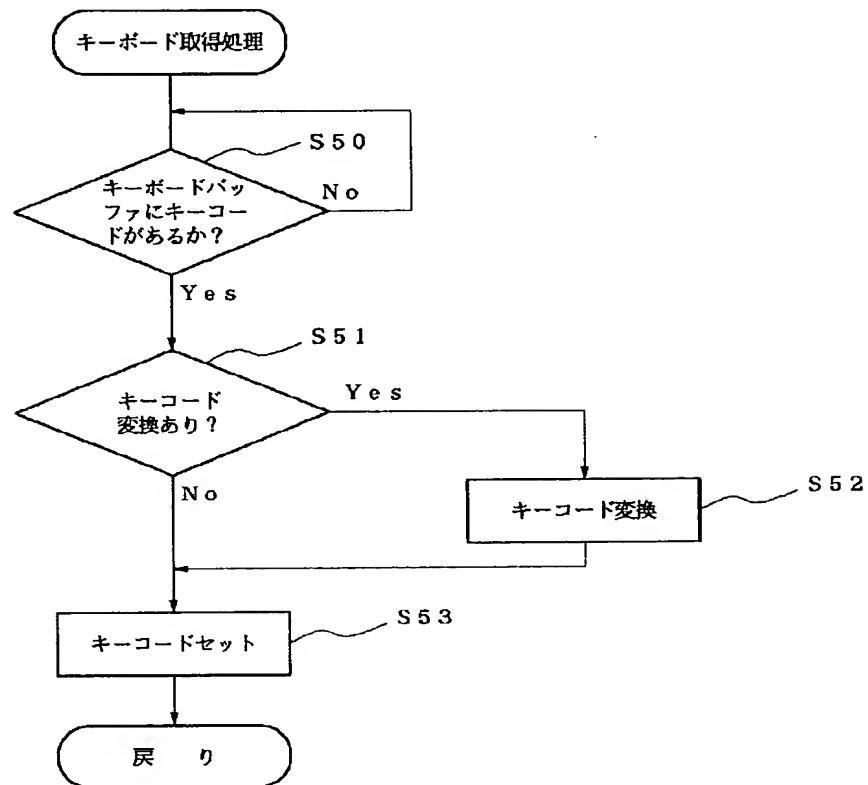 キーボード取得処理
S50
キーボードバッ
ファにキーコー
ドがあるか？
No
Yes
S51
キーコード
変換あり？
Yes
No
S52
キーコード変換
S53
キーコードセット
戻 り